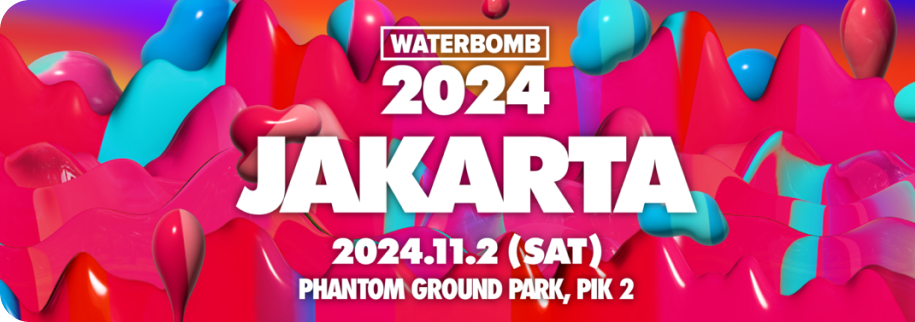 WATERBOMB
2024
JAKARTA
2024.11.2 (SAT)
PHANTOM GROUND PARK, PIK 2